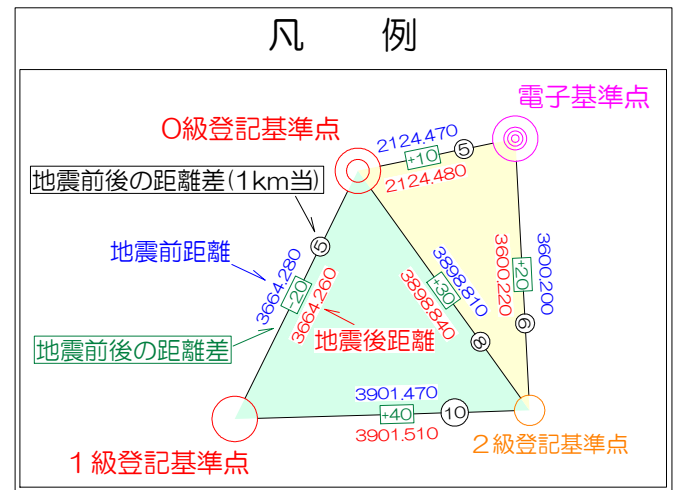 凡 例
電子基準点
0級登記基準点
2124.470
+10
⑤
2124.480
地震前後の距離差(1km当)
⑤
地震前距離
3664.280
-20
3664.260
地震前後の距離差
地震後距離
3898.810
+30
3898.840
⑧
3600.200
+20
3600.220
⑥
3901.470
+40
⑩
3901.510
1級登記基準点
2級登記基準点